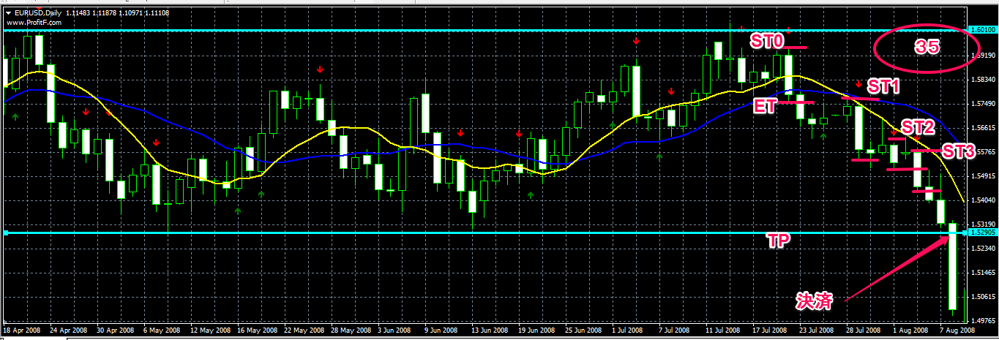 EURUSD,Daily 1.11483 1.11878 1.10971 1.11108
www.ProfitF.com
1.60100
35
ST0
1.59190
1.58340
ST1
ET
1.57490
ST2
1.56615
ST3
1.55765
1.54915
1.54040
1.53190
1.52905
TP
1.52340
1.51465
決済
1.50615
1.49765
18 Apr 2008 24 Apr 2008 30 Apr 2008 6 May 2008 12 May 2008 16 May 2008 22 May 2008 28 May 2008 3 Jun 2008 9 Jun 2008 13 Jun 2008 19 Jun 2008 25 Jun 2008 1 Jul 2008 7 Jul 2008 11 Jul 2008 17 Jul 2008 23 Jul 2008 28 Jul 2008 1 Aug 2008 7 Aug 2008